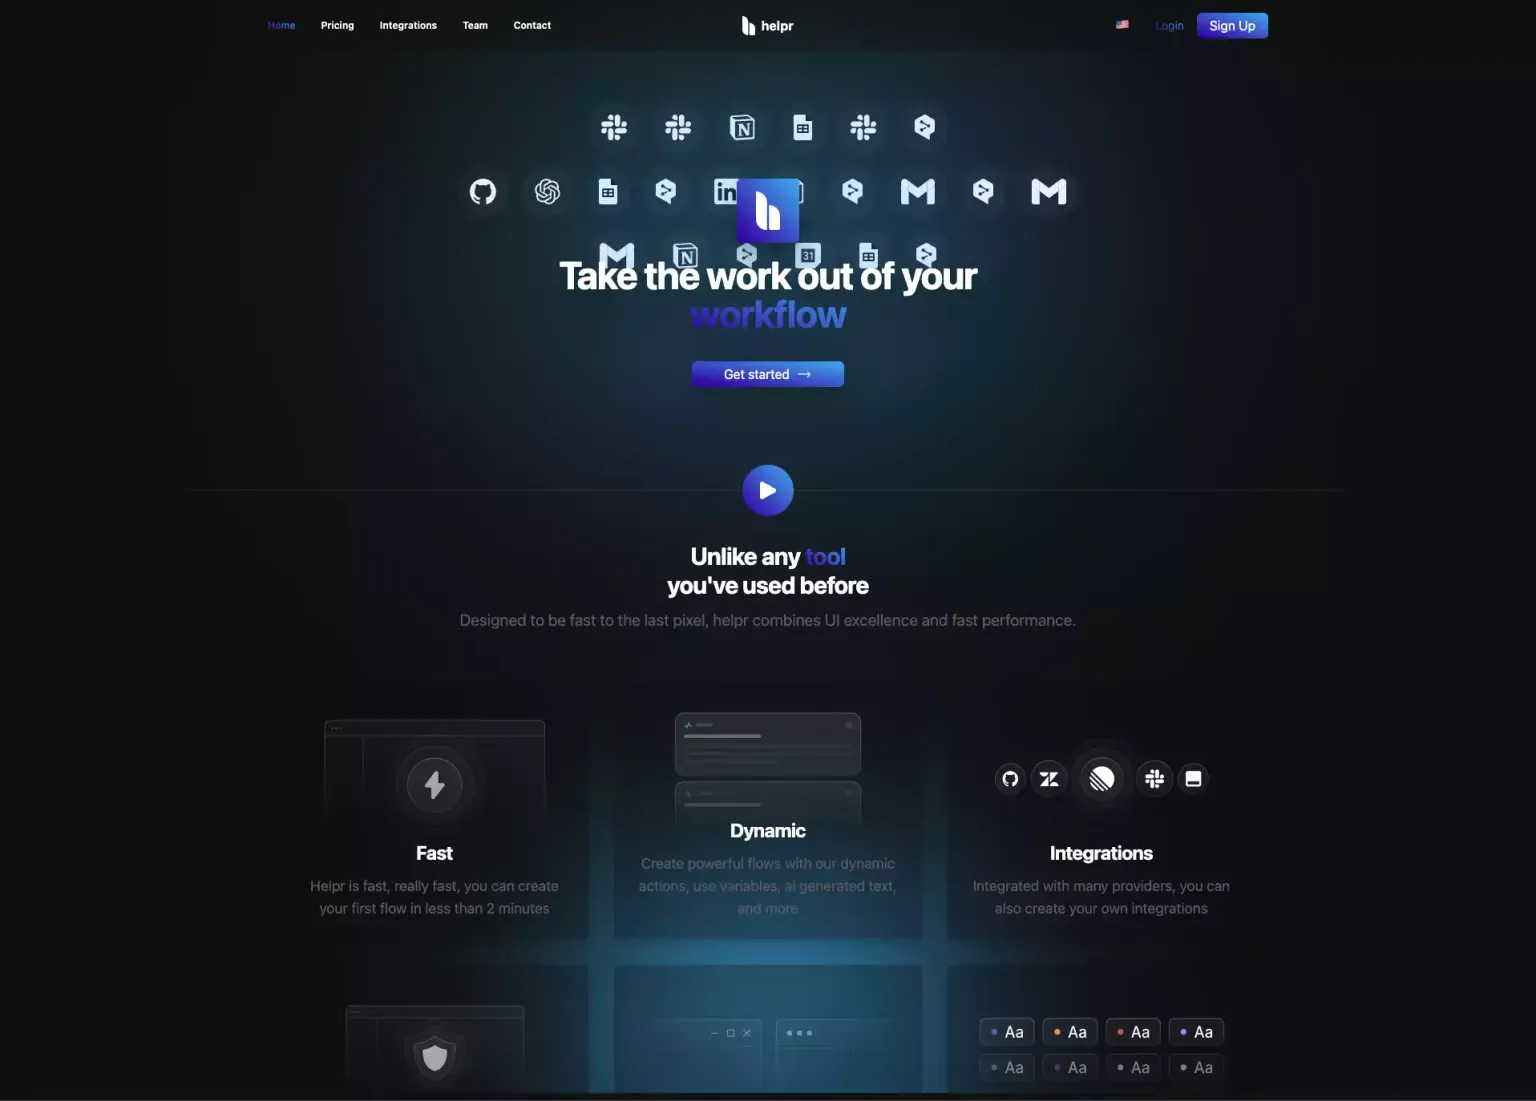 Home Pricing Integrations Team Contact helpr Login Sign Up
31
Take the work out of your
workflow
Get started →
Unlike any tool
you've used before
Designed to be fast to the last pixel, helpr combines UI excellence and fast performance.
Fast
Helpr is fast, really fast, you can create
your first flow in less than 2 minutes
Dynamic
Create powerful flows with our dynamic
actions, use variables, ai generated text,
and more
Integrations
Integrated with many providers, you can
also create your own integrations
Aa Aa Aa Aa
Aa Aa Aa Aa